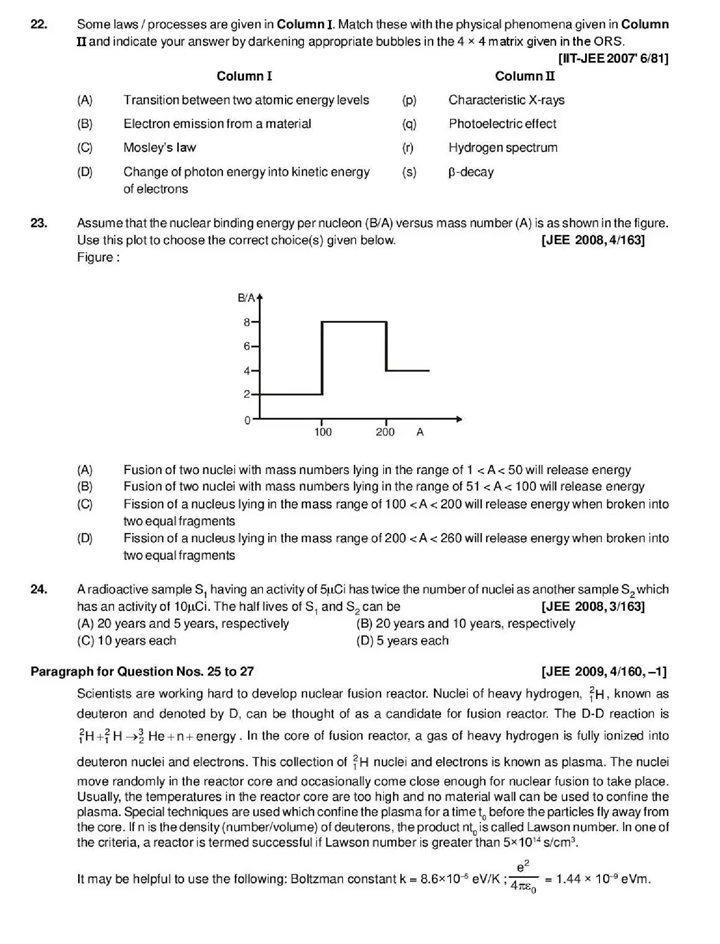 22. Some laws / processes are given in Column I. Match these with the physical phenomena given in Column
II and indicate your answer by darkening appropriate bubbles in the 4 × 4 matrix given in the ORS.
[IIT-JEE 2007' 6/81]
Column I Column II
(A) Transition between two atomic energy levels (p) Characteristic X-rays
(B) Electron emission from a material (q) Photoelectric effect
(C) Mosley's law (r) Hydrogen spectrum
(D) Change of photon energy into kinetic energy (s) β-decay
of electrons
23. Assume that the nuclear binding energy per nucleon (B/A) versus mass number (A) is as shown in the figure.
Use this plot to choose the correct choice(s) given below. [JEE 2008, 4/163]
Figure :
B/A
8
6
4
2
0
100 200 A
(A) Fusion of two nuclei with mass numbers lying in the range of 1 < A < 50 will release energy
(B) Fusion of two nuclei with mass numbers lying in the range of 51 < A < 100 will release energy
(C) Fission of a nucleus lying in the mass range of 100 < A < 200 will release energy when broken into
two equal fragments
(D) Fission of a nucleus lying in the mass range of 200 < A < 260 will release energy when broken into
two equal fragments
24. A radioactive sample S₁ having an activity of 5μCi has twice the number of nuclei as another sample S₂ which
has an activity of 10μCi. The half lives of S₁ and S₂ can be [JEE 2008, 3/163]
(A) 20 years and 5 years, respectively (B) 20 years and 10 years, respectively
(C) 10 years each (D) 5 years each
Paragraph for Question Nos. 25 to 27 [JEE 2009, 4/160, –1]
Scientists are working hard to develop nuclear fusion reactor. Nuclei of heavy hydrogen, ²₁H, known as
deuteron and denoted by D, can be thought of as a candidate for fusion reactor. The D-D reaction is
²₁H + ²₁H → ³₂ He + n + energy . In the core of fusion reactor, a gas of heavy hydrogen is fully ionized into
deuteron nuclei and electrons. This collection of ²₁H nuclei and electrons is known as plasma. The nuclei
move randomly in the reactor core and occasionally come close enough for nuclear fusion to take place.
Usually, the temperatures in the reactor core are too high and no material wall can be used to confine the
plasma. Special techniques are used which confine the plasma for a time t₀ before the particles fly away from
the core. If n is the density (number/volume) of deuterons, the product nt₀ is called Lawson number. In one of
the criteria, a reactor is termed successful if Lawson number is greater than 5×10¹⁴ s/cm³.
It may be helpful to use the following: Boltzman constant k = 8.6×10⁻⁵ eV/K ; e²/4πε₀ = 1.44 × 10⁻⁹ eVm.